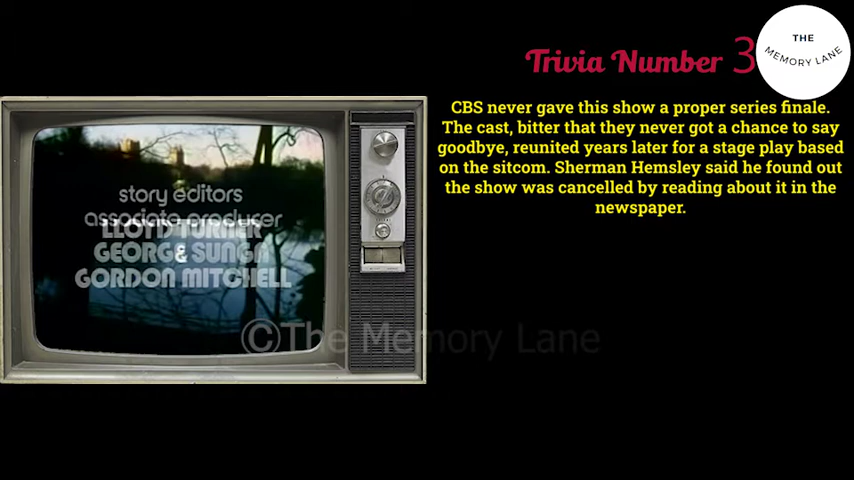 Trivia Number 3
THE
MEMORY LANE
CBS never gave this show a proper series finale.
The cast, bitter that they never got a chance to say
goodbye, reunited years later for a stage play based
on the sitcom. Sherman Hemsley said he found out
the show was cancelled by reading about it in the
newspaper.
story editors
associate producer
LLOYD TURNER
GEORG& SUNGA
GORDON MITCHELL
©The Memory Lane